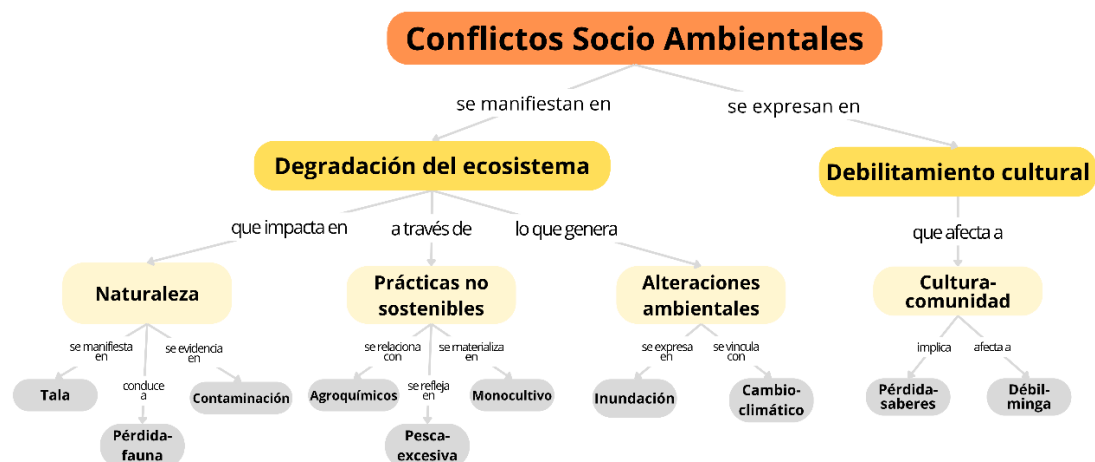 Conflictos Socio Ambientales
se manifiestan en
se expresan en
Degradación del ecosistema
Debilitamiento cultural
que impacta en
a través de
lo que genera
que afecta a
Naturaleza
Prácticas no
sostenibles
Alteraciones
ambientales
Cultura-
comunidad
se manifiesta
en
conduce
a
se evidencia
en
se relaciona
con
se refleja
en
se materializa
en
se expresa
en
se vincula
con
implica
afecta a
Tala
Pérdida-
fauna
Contaminación
Agroquímicos
Pesca-
excesiva
Monocultivo
Inundación
Cambio-
climático
Pérdida-
saberes
Débil-
minga